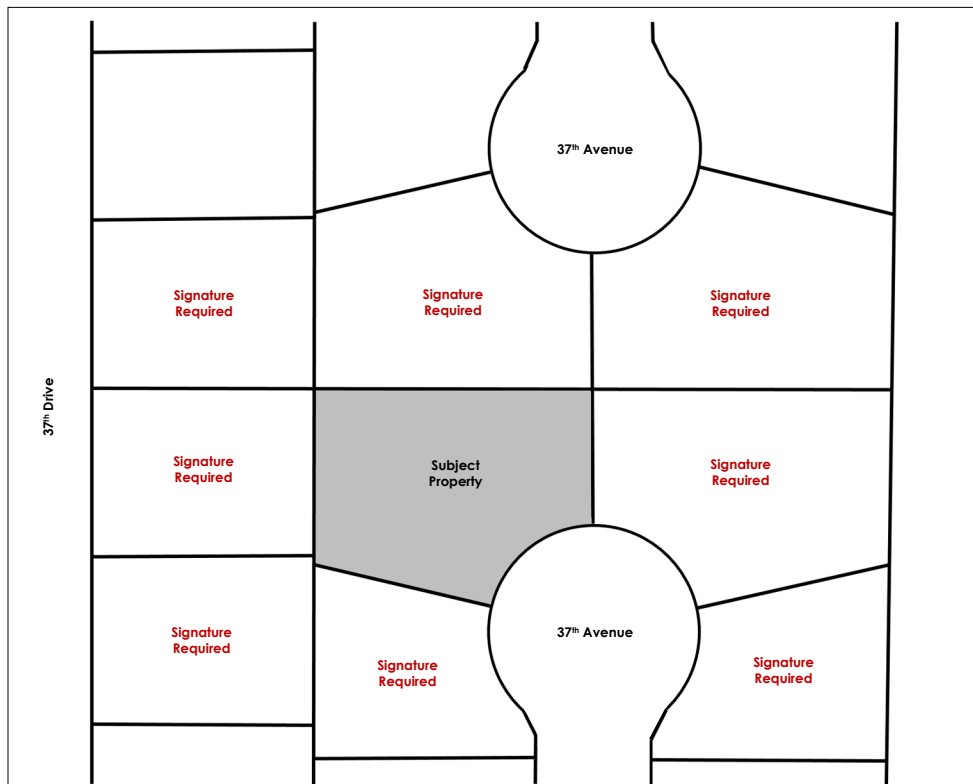 37th Avenue
Signature
Required
Signature
Required
Signature
Required
37th Drive
Signature
Required
Subject
Property
Signature
Required
Signature
Required
37th Avenue
Signature
Required
Signature
Required